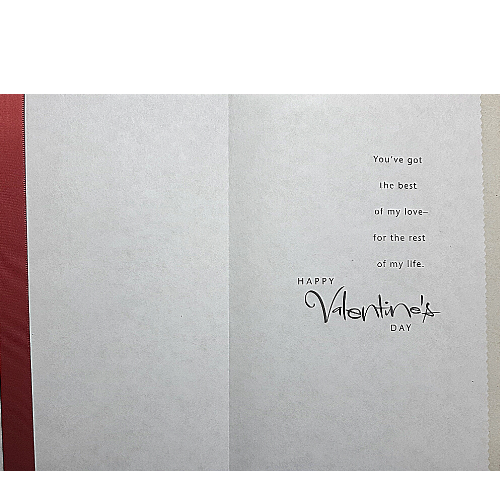 You've got
the best
of my love–
for the rest
of my life.
HAPPY
Valentine's
DAY